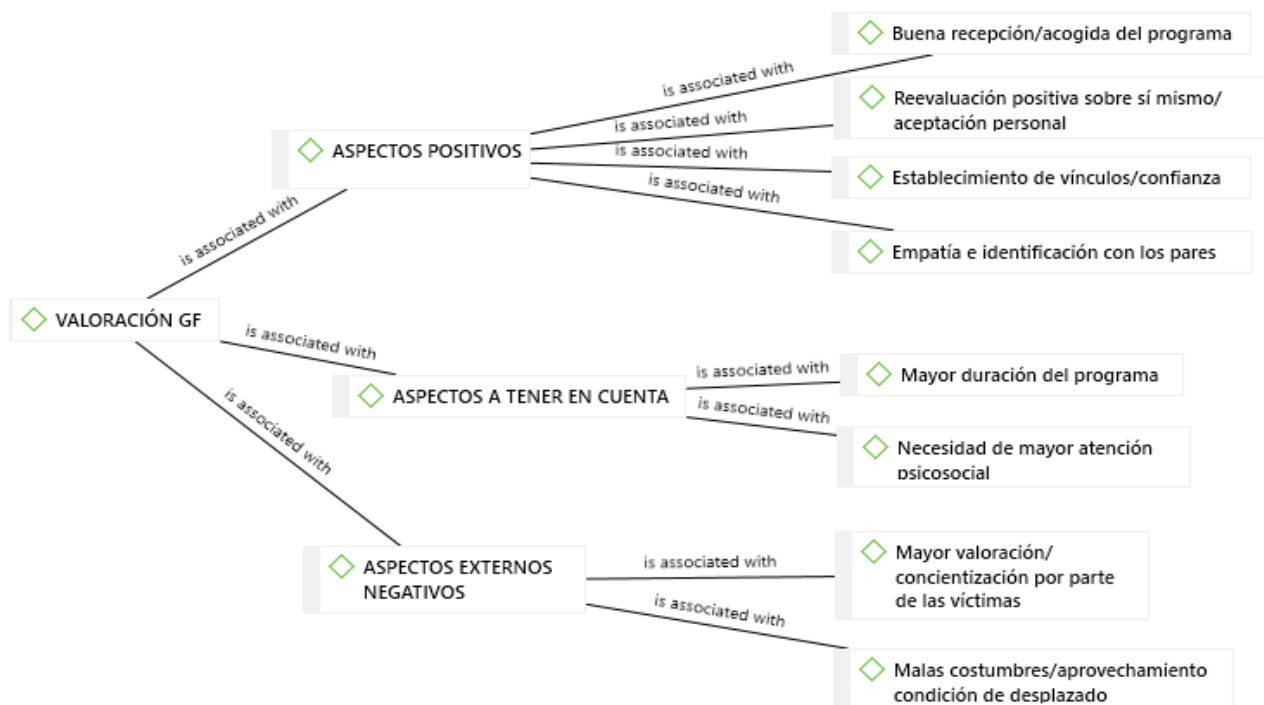 Buena recepción/acogida del programa
is associated with
Reevaluación positiva sobre sí mismo/
aceptación personal
is associated with
ASPECTOS POSITIVOS
is associated with
Establecimiento de vínculos/confianza
is associated with
Empatía e identificación con los pares
is associated with
VALORACIÓN GF
is associated with
ASPECTOS A TENER EN CUENTA
is associated with
Mayor duración del programa
is associated with
Necesidad de mayor atención
psicosocial
is associated with
ASPECTOS EXTERNOS
NEGATIVOS
is associated with
Mayor valoración/
concientización por parte
de las víctimas
is associated with
Malas costumbres/aprovechamiento
condición de desplazado